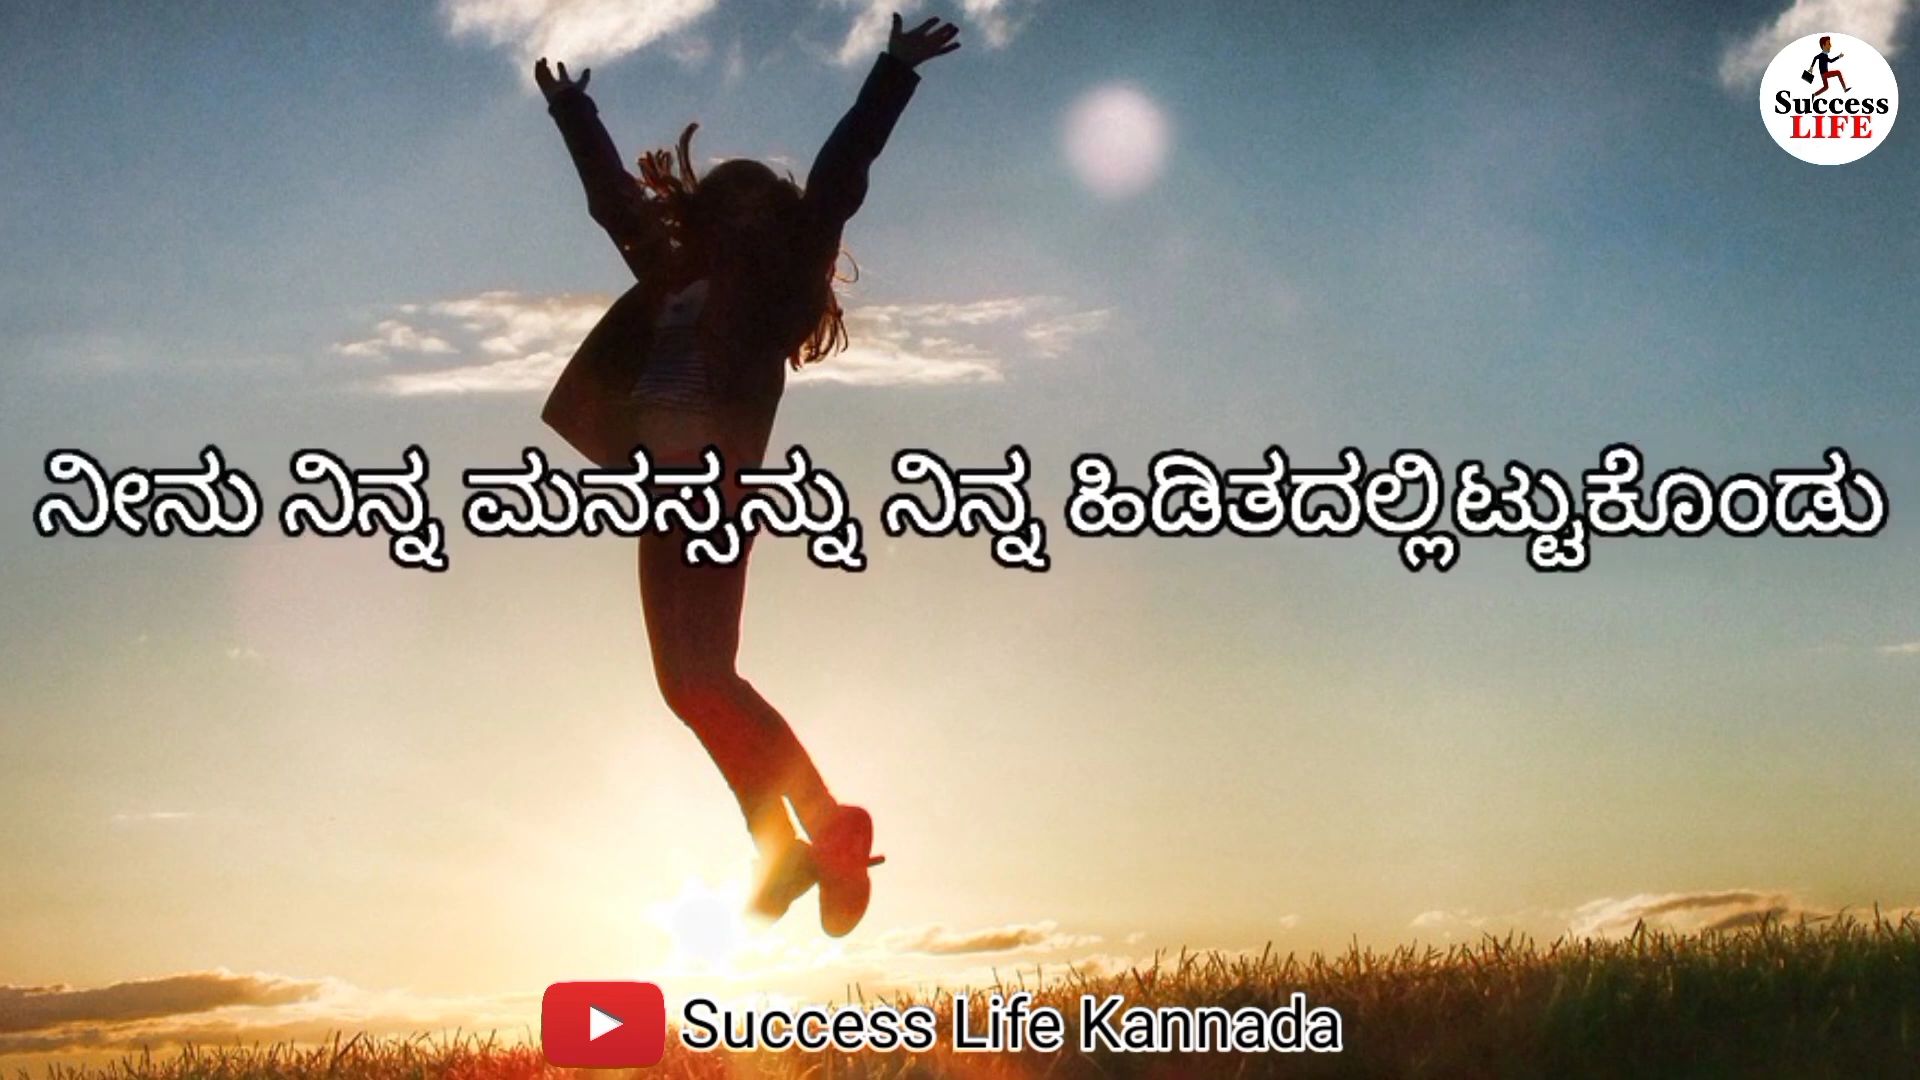 Success
LIFE
ನೀನು ನಿನ್ನ ಮನಸ್ಸನ್ನು ನಿನ್ನ ಹಿಡಿತದಲ್ಲಿಟ್ಟುಕೊಂಡು
Success Life Kannada